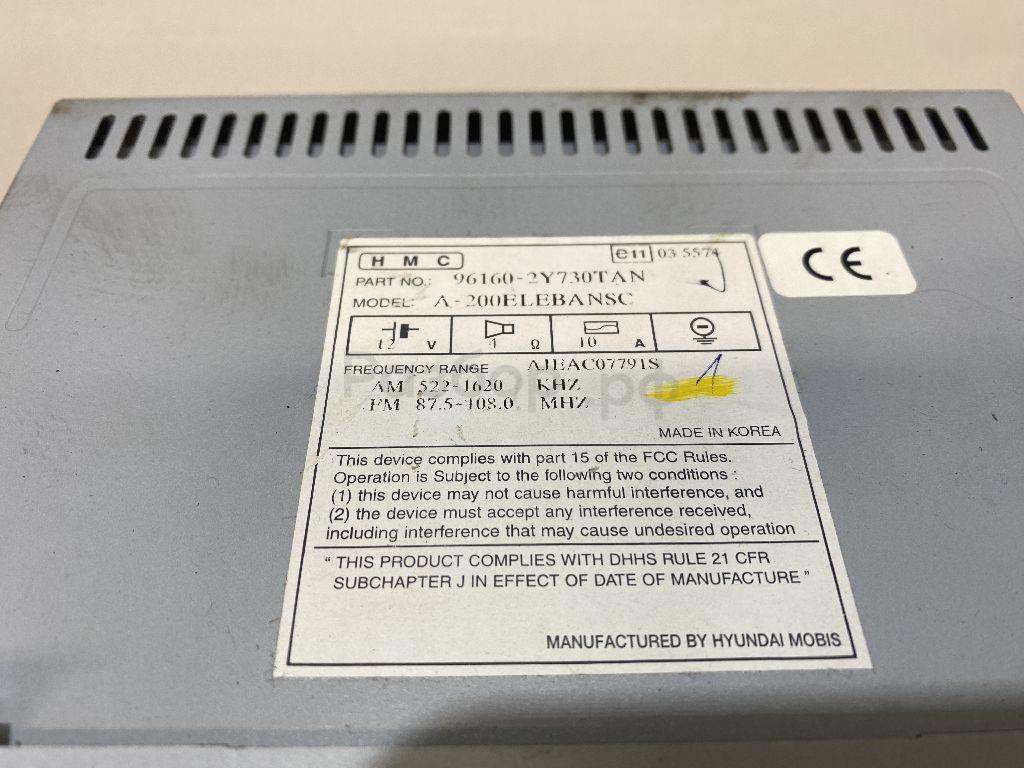 HMC e11 03 5574
PART NO.: 96160-2Y730TAN
MODEL: A-200ELEBANSC
CE
12 V 4 Ω 10 A
FREQUENCY RANGE AJEAC07791S
AM 522-1620 KHZ 1
FM 87.5-108.0 MHZ
MADE IN KOREA
This device complies with part 15 of the FCC Rules.
Operation is Subject to the following two conditions :
(1) this device may not cause harmful interference, and
(2) the device must accept any interference received,
including interference that may cause undesired operation
“ THIS PRODUCT COMPLIES WITH DHHS RULE 21 CFR
SUBCHAPTER J IN EFFECT OF DATE OF MANUFACTURE ”
MANUFACTURED BY HYUNDAI MOBIS